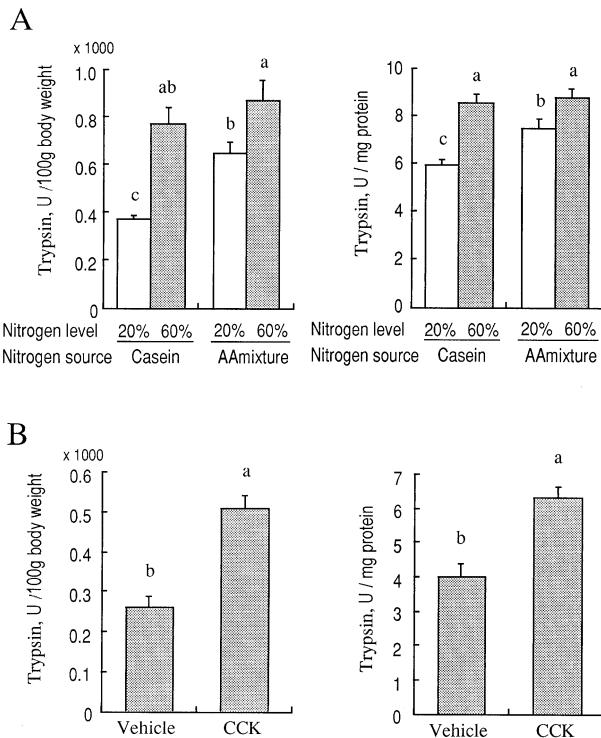 A
x 1000
Trypsin, U /100g body weight
1.0
0.8
0.6
0.4
0.2
0
c
ab
b
a
Nitrogen level 20% 60% 20% 60%
Nitrogen source Casein AAmixture
Trypsin, U / mg protein
10
8
6
4
2
0
c
a
b
a
Nitrogen level 20% 60% 20% 60%
Nitrogen source Casein AAmixture
B
x 1000
Trypsin, U /100g body weight
0.6
0.5
0.4
0.3
0.2
0.1
0
b
a
Vehicle CCK
Trypsin, U / mg protein
7
6
5
4
3
2
1
0
b
a
Vehicle CCK